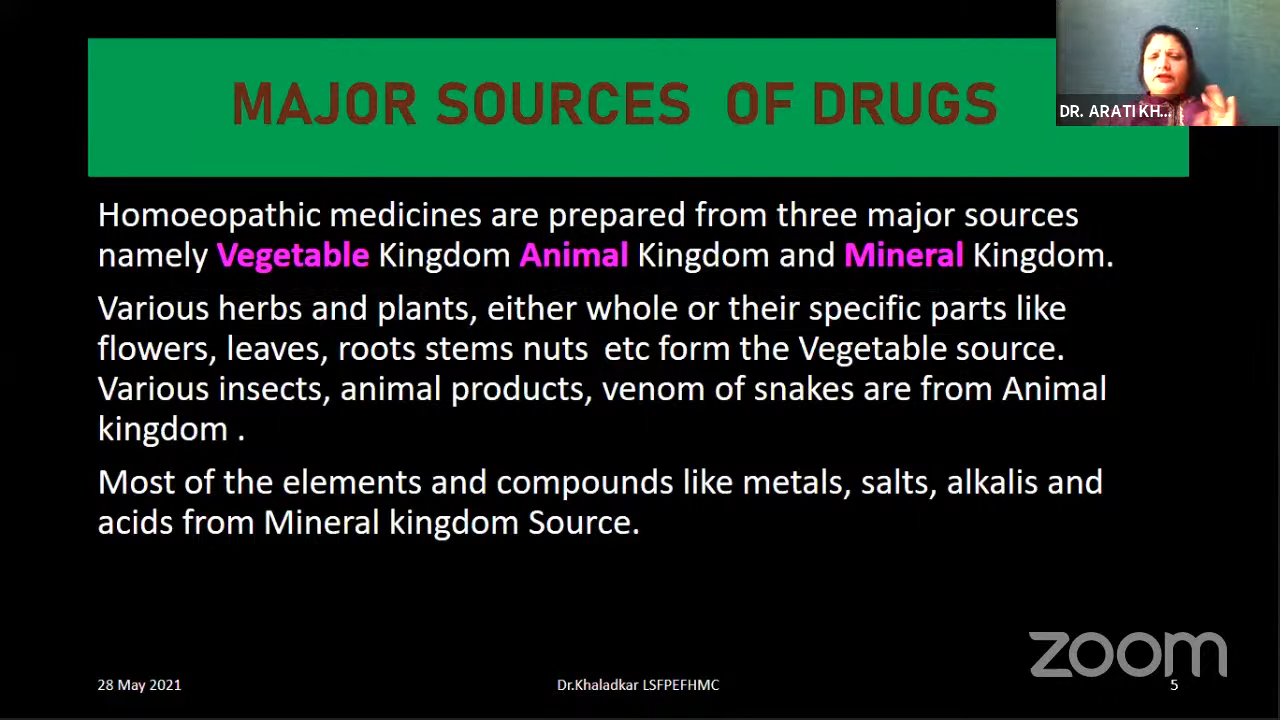 MAJOR SOURCES OF DRUGS
DR. ARATI KH...
Homoeopathic medicines are prepared from three major sources
namely Vegetable Kingdom Animal Kingdom and Mineral Kingdom.
Various herbs and plants, either whole or their specific parts like
flowers, leaves, roots stems nuts etc form the Vegetable source.
Various insects, animal products, venom of snakes are from Animal
kingdom .
Most of the elements and compounds like metals, salts, alkalis and
acids from Mineral kingdom Source.
zoom
28 May 2021
Dr.Khaladkar LSFPEFHMC
5